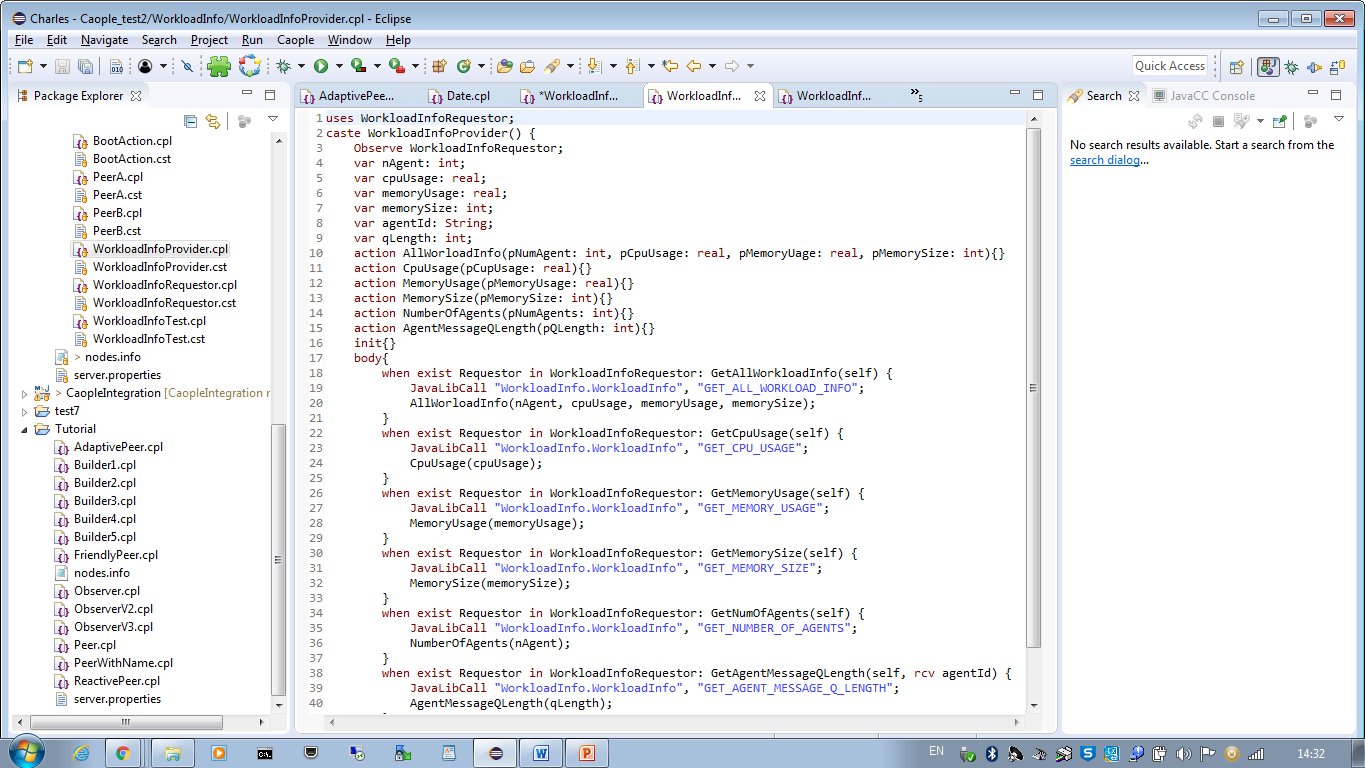 Charles - Caople_test2/WorkloadInfo/WorkloadInfoProvider.cpl - Eclipse
File Edit Navigate Search Project Run Caople Window Help
Quick Access
Package Explorer
BootAction.cpl
BootAction.cst
PeerA.cpl
PeerA.cst
PeerB.cpl
PeerB.cst
WorkloadInfoProvider.cpl
WorkloadInfoProvider.cst
WorkloadInfoRequestor.cpl
WorkloadInfoRequestor.cst
WorkloadInfoTest.cpl
WorkloadInfoTest.cst
> nodes.info
server.properties
> CaopleIntegration [CaopleIntegration r
test7
Tutorial
AdaptivePeer.cpl
Builder1.cpl
Builder2.cpl
Builder3.cpl
Builder4.cpl
Builder5.cpl
FriendlyPeer.cpl
nodes.info
Observer.cpl
ObserverV2.cpl
ObserverV3.cpl
Peer.cpl
PeerWithName.cpl
ReactivePeer.cpl
server.properties
AdaptivePee... Date.cpl *WorkloadInf... WorkloadInf... WorkloadInf... »5
1 uses WorkloadInfoRequestor;
2 caste WorkloadInfoProvider() {
3 Observe WorkloadInfoRequestor;
4 var nAgent: int;
5 var cpuUsage: real;
6 var memoryUsage: real;
7 var memorySize: int;
8 var agentId: String;
9 var qLength: int;
10 action AllWorloadInfo(pNumAgent: int, pCpuUsage: real, pMemoryUage: real, pMemorySize: int){}
11 action CpuUsage(pCupUsage: real){}
12 action MemoryUsage(pMemoryUsage: real){}
13 action MemorySize(pMemorySize: int){}
14 action NumberOfAgents(pNumAgents: int){}
15 action AgentMessageQLength(pQLength: int){}
16 init{}
17 body{
18 when exist Requestor in WorkloadInfoRequestor: GetAllWorkloadInfo(self) {
19 JavaLibCall "WorkloadInfo.WorkloadInfo", "GET_ALL_WORKLOAD_INFO";
20 AllWorloadInfo(nAgent, cpuUsage, memoryUsage, memorySize);
21 }
22 when exist Requestor in WorkloadInfoRequestor: GetCpuUsage(self) {
23 JavaLibCall "WorkloadInfo.WorkloadInfo", "GET_CPU_USAGE";
24 CpuUsage(cpuUsage);
25 }
26 when exist Requestor in WorkloadInfoRequestor: GetMemoryUsage(self) {
27 JavaLibCall "WorkloadInfo.WorkloadInfo", "GET_MEMORY_USAGE";
28 MemoryUsage(memoryUsage);
29 }
30 when exist Requestor in WorkloadInfoRequestor: GetMemorySize(self) {
31 JavaLibCall "WorkloadInfo.WorkloadInfo", "GET_MEMORY_SIZE";
32 MemorySize(memorySize);
33 }
34 when exist Requestor in WorkloadInfoRequestor: GetNumOfAgents(self) {
35 JavaLibCall "WorkloadInfo.WorkloadInfo", "GET_NUMBER_OF_AGENTS";
36 NumberOfAgents(nAgent);
37 }
38 when exist Requestor in WorkloadInfoRequestor: GetAgentMessageQLength(self, rcv agentId) {
39 JavaLibCall "WorkloadInfo.WorkloadInfo", "GET_AGENT_MESSAGE_Q_LENGTH";
40 AgentMessageQLength(qLength);
Search JavaCC Console
No search results available. Start a search from the
search dialog...
EN 14:32